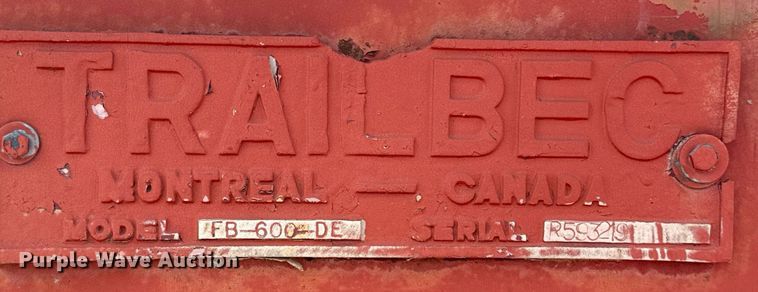 TRAILBEC
MONTREAL — CANADA
MODEL FB-600-DE SERIAL R593219
Purple Wave Auction